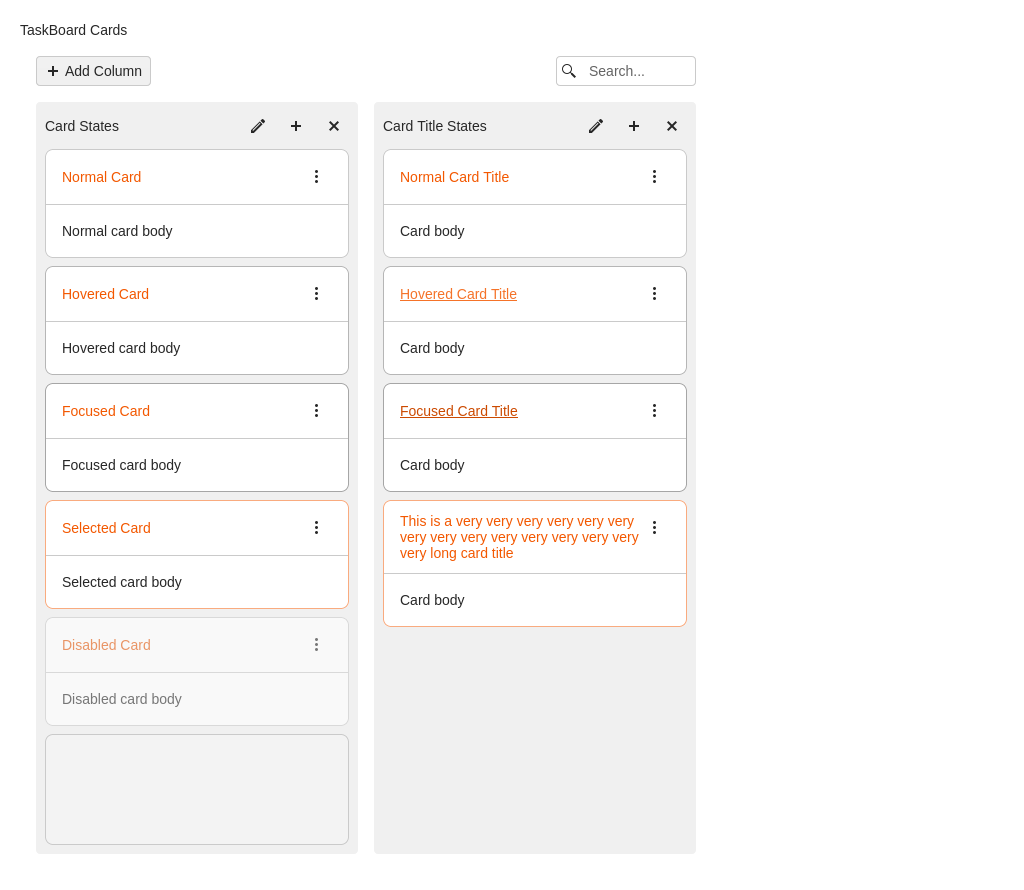 TaskBoard Cards
Add Column
Search...
Card States
Normal Card
Normal card body
Hovered Card
Hovered card body
Focused Card
Focused card body
Selected Card
Selected card body
Disabled Card
Disabled card body
Card Title States
Normal Card Title
Card body
Hovered Card Title
Card body
Focused Card Title
Card body
This is a very very very very very very
very very very very very very very very
very long card title
Card body